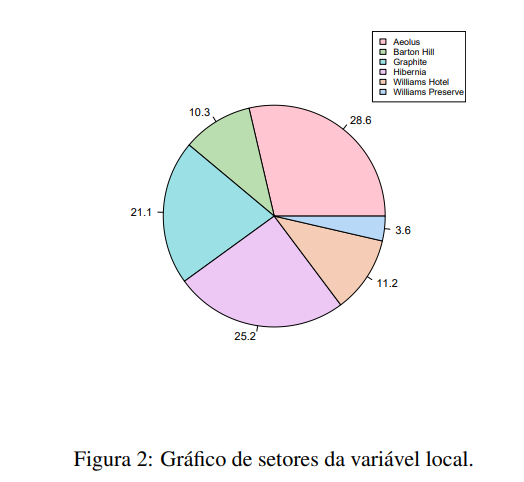 Aeolus
Barton Hill
Graphite
Hibernia
Williams Hotel
Williams Preserve
10.3
28.6
21.1
3.6
11.2
25.2
Figura 2: Gráfico de setores da variável local.